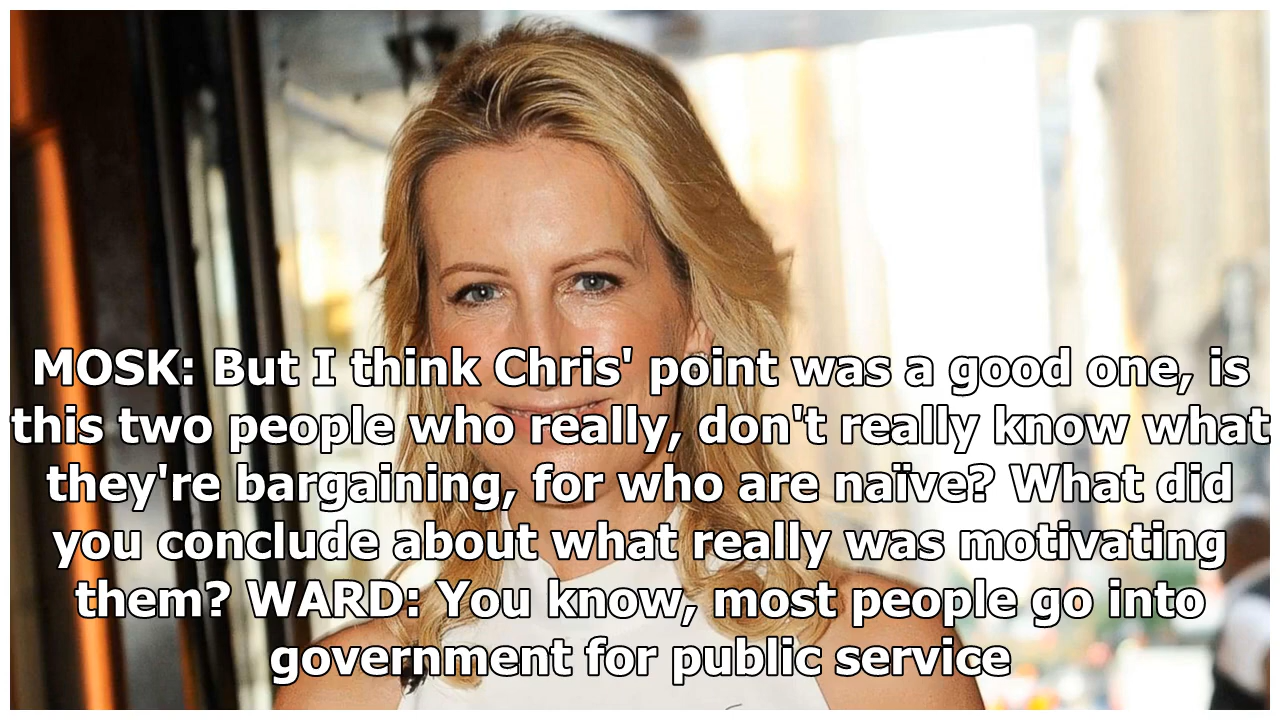 MOSK: But I think Chris' point was a good one, is
this two people who really, don't really know what
they're bargaining, for who are naïve? What did
you conclude about what really was motivating
them? WARD: You know, most people go into
government for public service